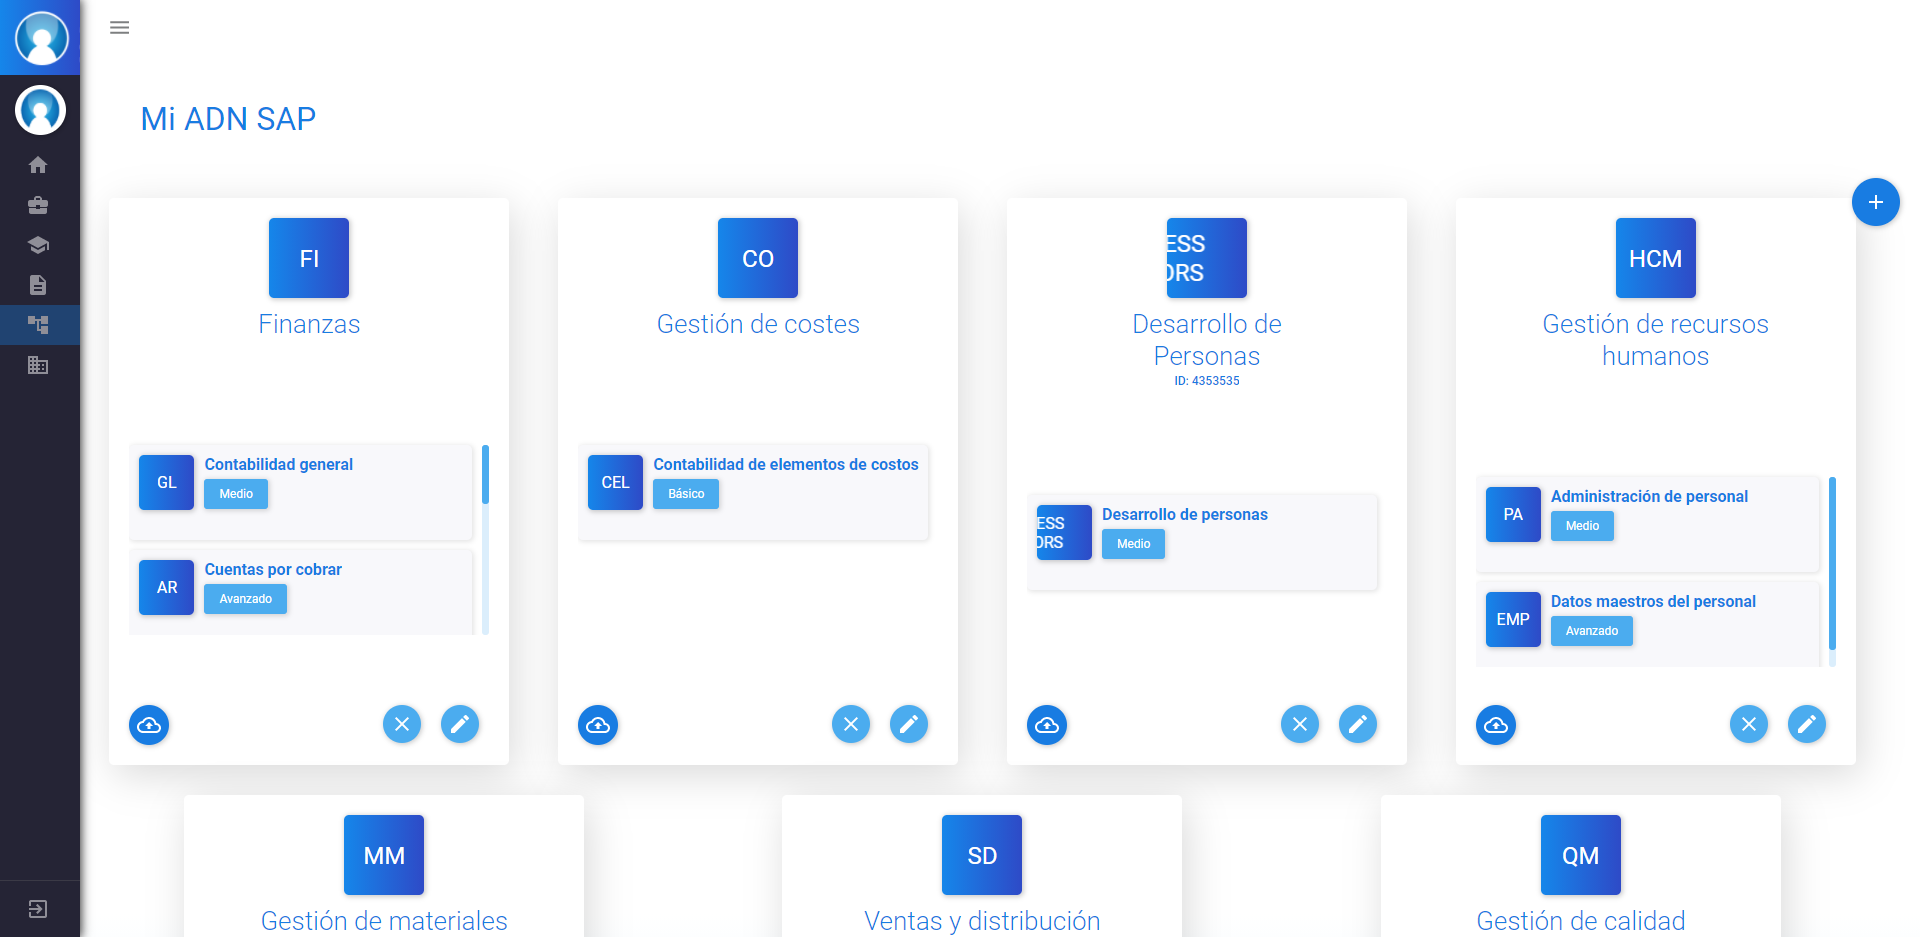 Mi ADN SAP
FI
Finanzas
GL
Contabilidad general
Medio
AR
Cuentas por cobrar
Avanzado
CO
Gestión de costes
CEL
Contabilidad de elementos de costos
Básico
ESS
ORS
Desarrollo de
Personas
ID: 4353535
ESS
ORS
Desarrollo de personas
Medio
HCM
Gestión de recursos
humanos
PA
Administración de personal
Medio
EMP
Datos maestros del personal
Avanzado
MM
Gestión de materiales
SD
Ventas y distribución
QM
Gestión de calidad